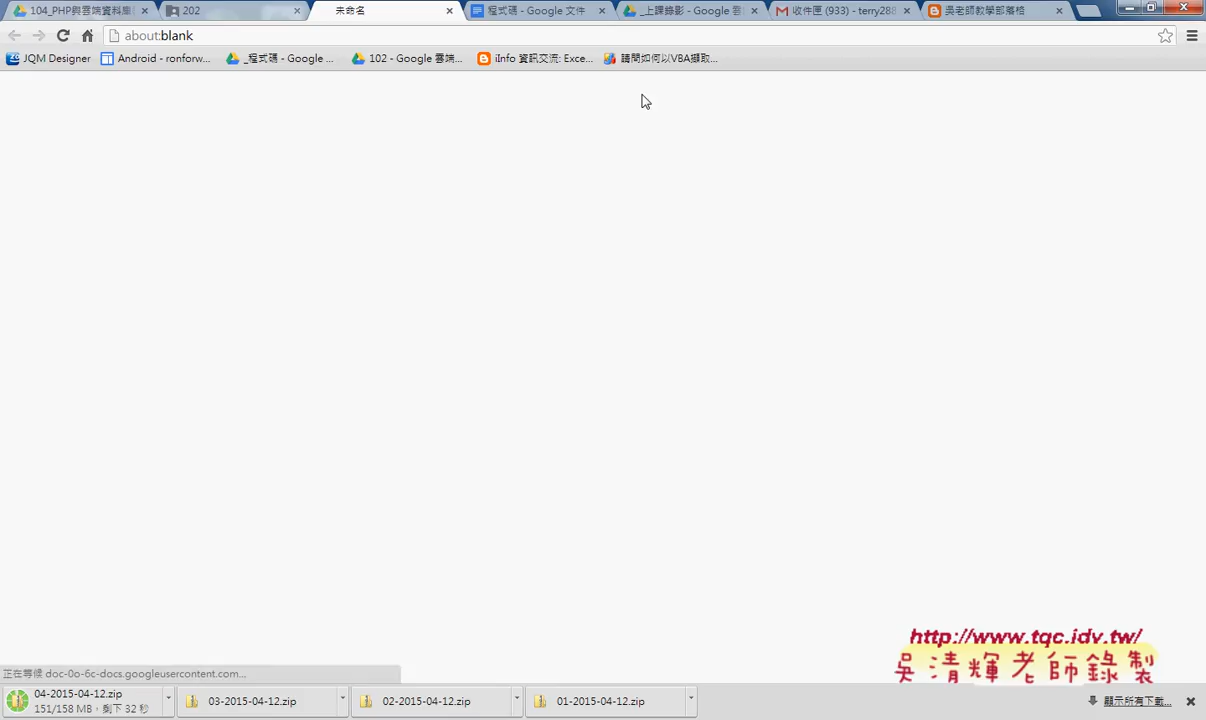 104_PHP與雲端資料庫
202
未命名
程式碼 - Google 文件
_上課錄影 - Google 雲
收件匣 (933) - terry288
吳老師教學部落格
about:blank
JQM Designer
Android - ronforw...
_程式碼 - Google ...
102 - Google 雲端...
iInfo 資訊交流: Exce...
請問如何以VBA擷取...
http://www.tqc.idv.tw/
吳清輝老師錄製
正在等候 doc-0o-6c-docs.googleusercontent.com...
04-2015-04-12.zip
151/158 MB，剩下 32 秒
03-2015-04-12.zip
02-2015-04-12.zip
01-2015-04-12.zip
顯示所有下載...